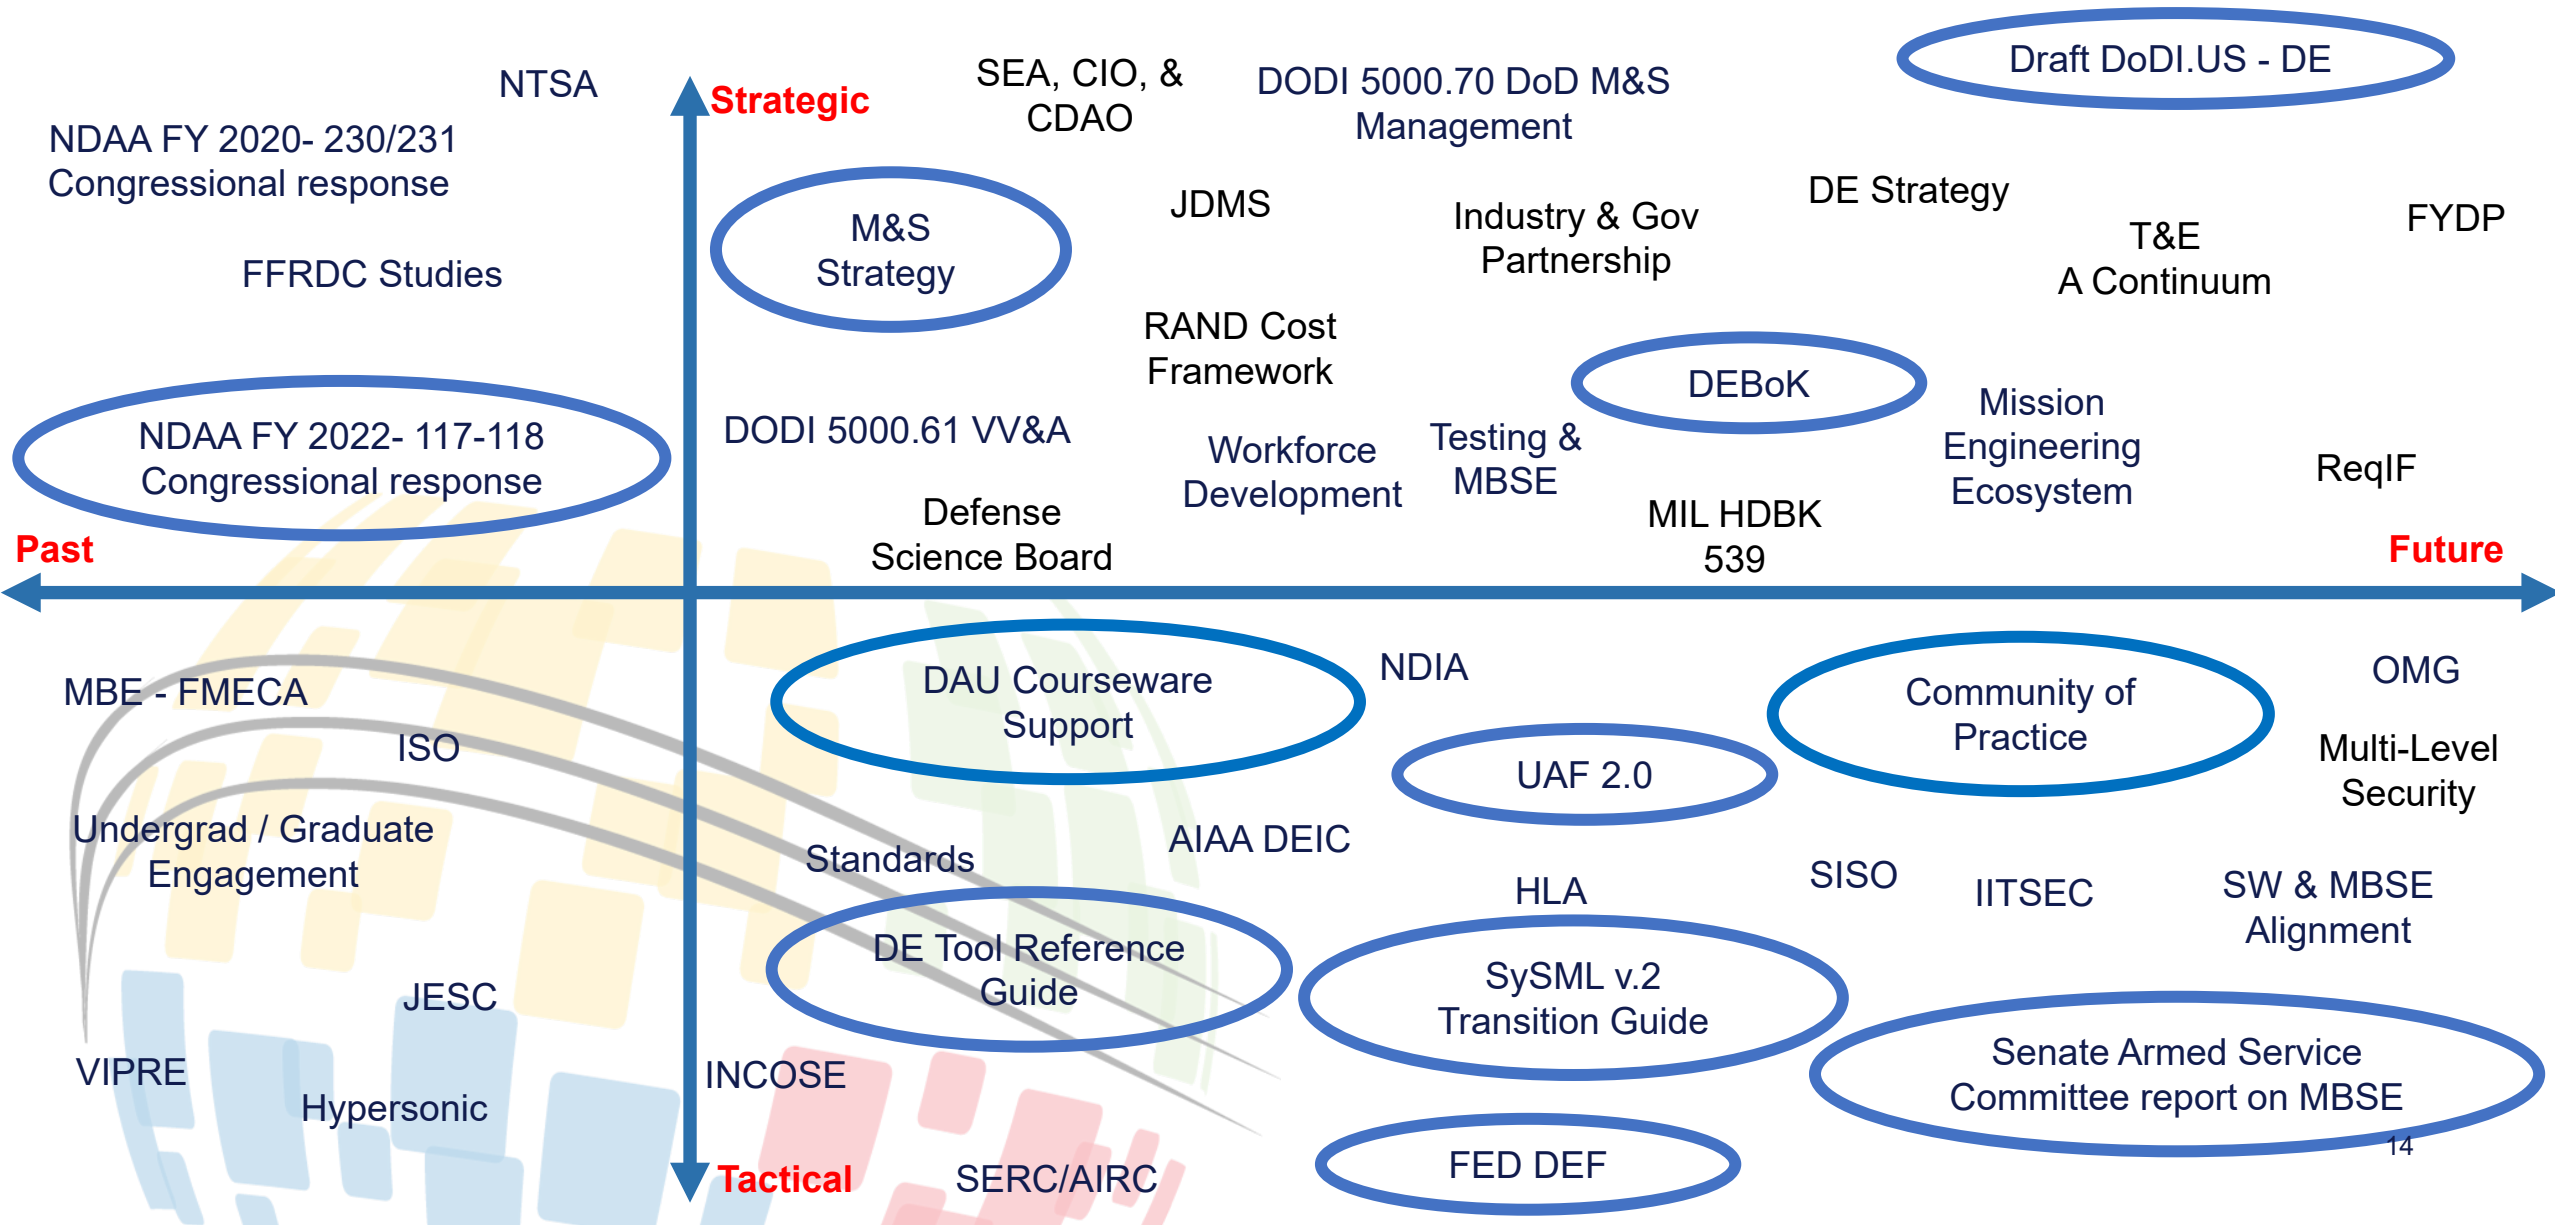 NTSA
Strategic
SEA, CIO, &
CDAO
DODI 5000.70 DoD M&S
Management
Draft DoDI.US - DE
NDAA FY 2020- 230/231
Congressional response
FFRDC Studies
M&S
Strategy
JDMS
Industry & Gov
Partnership
DE Strategy
T&E
A Continuum
FYDP
RAND Cost
Framework
DEBoK
NDAA FY 2022- 117-118
Congressional response
DODI 5000.61 VV&A
Workforce
Development
Testing &
MBSE
Mission
Engineering
Ecosystem
ReqIF
Defense
Science Board
MIL HDBK
539
Past
Future
MBE - FMECA
ISO
DAU Courseware
Support
NDIA
Community of
Practice
OMG
UAF 2.0
Multi-Level
Security
Undergrad / Graduate
Engagement
Standards
AIAA DEIC
HLA
SISO
IITSEC
SW & MBSE
Alignment
DE Tool Reference
Guide
SySML v.2
Transition Guide
JESC
VIPRE
Hypersonic
INCOSE
Senate Armed Service
Committee report on MBSE
14
Tactical
SERC/AIRC
FED DEF